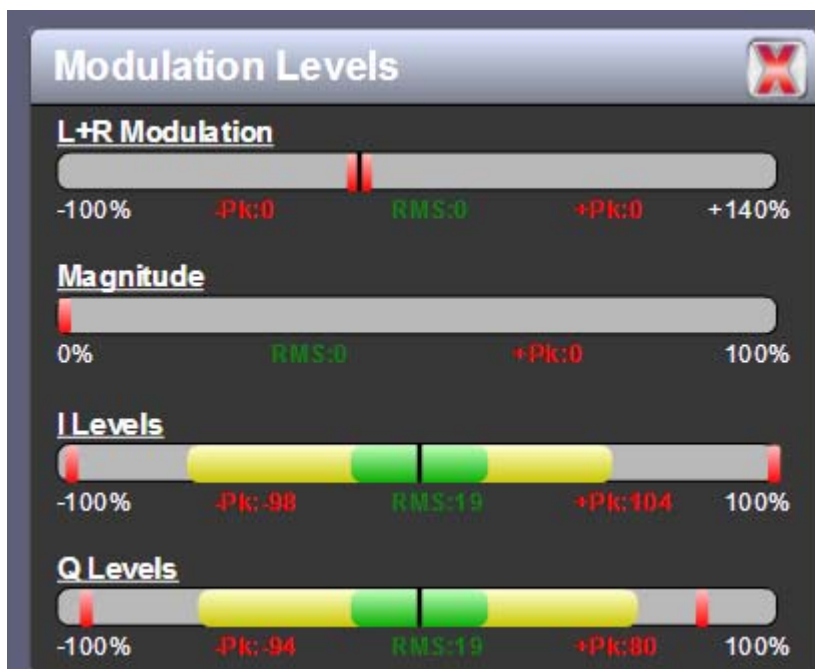 Modulation Levels
L+R Modulation
-100% -Pk:0 RMS:0 +Pk:0 +140%
Magnitude
0% RMS:0 +Pk:0 100%
I Levels
-100% -Pk:-98 RMS:19 +Pk:104 100%
Q Levels
-100% -Pk:-94 RMS:19 +Pk:80 100%